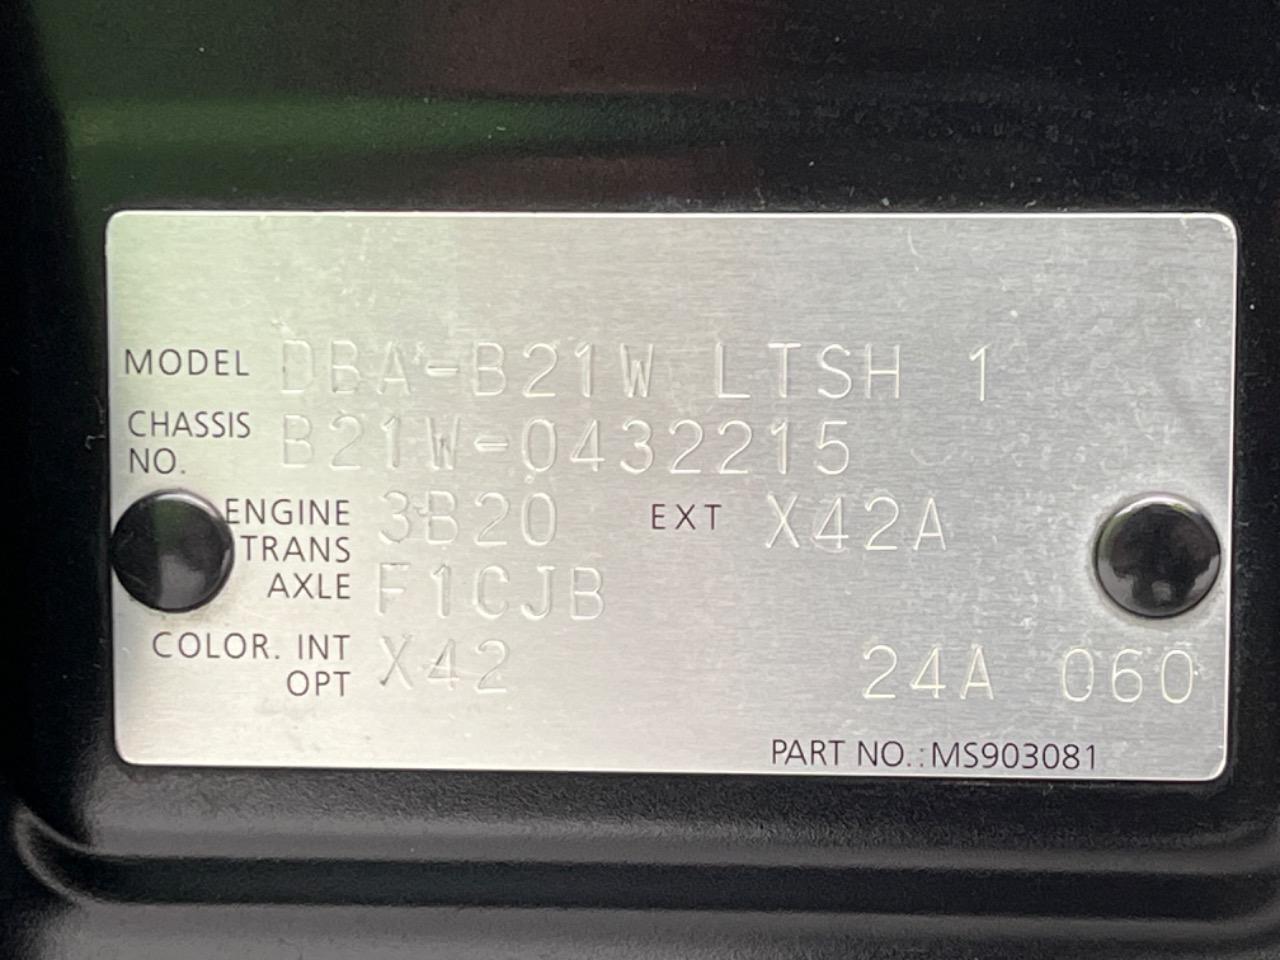 MODEL DBA-B21W LTSH 1
CHASSIS NO. B21W-0432215
ENGINE 3B20 EXT X42A
TRANS AXLE F1CJB
COLOR. INT OPT X42 24A 060
PART NO.: MS903081